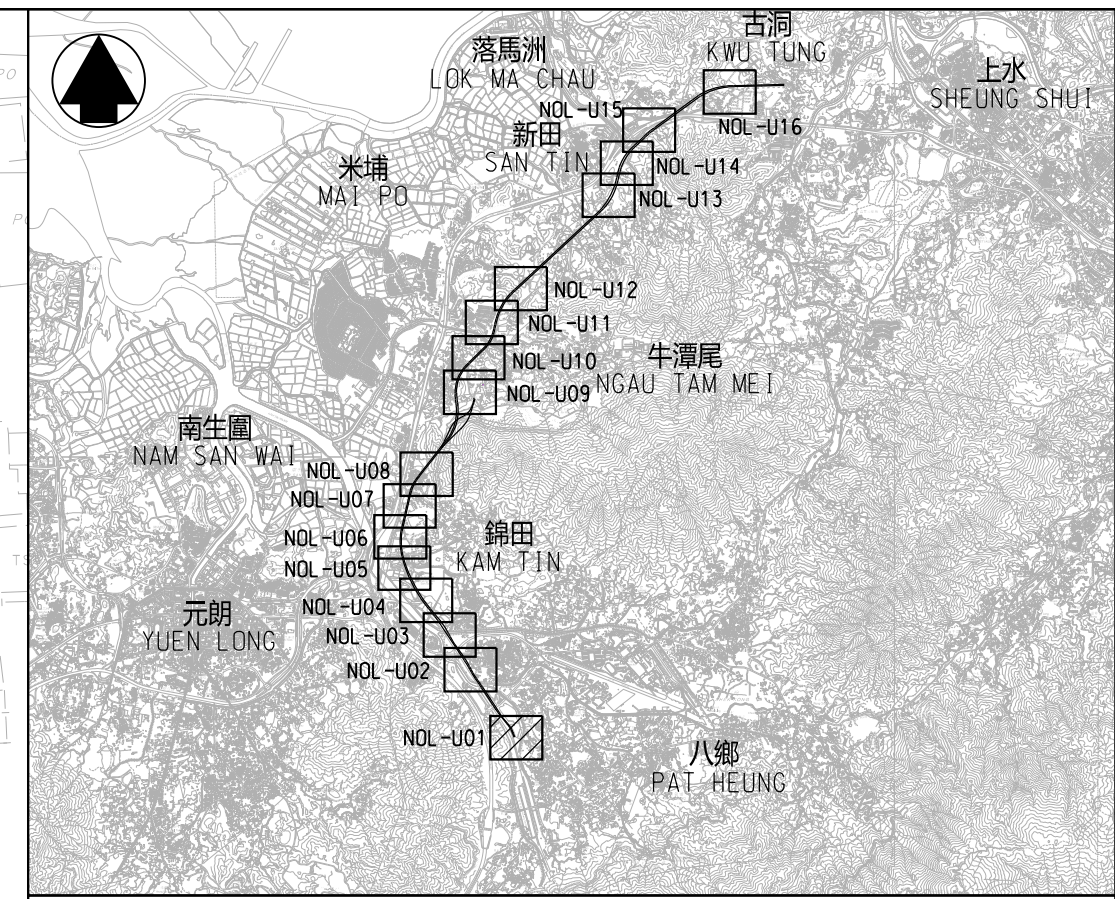 古洞
KWU TUNG
落馬洲
LOK MA CHAU
上水
SHEUNG SHUI
NOL-U15
NOL-U16
新田
SAN TIN
米埔
MAI PO
NOL-U14
NOL-U13
NOL-U12
NOL-U11
牛潭尾
NGAU TAM MEI
NOL-U10
NOL-U09
南生圍
NAM SAN WAI
NOL-U08
NOL-U07
NOL-U06
錦田
KAM TIN
NOL-U05
NOL-U04
元朗
YUEN LONG
NOL-U03
NOL-U02
NOL-U01
八鄉
PAT HEUNG